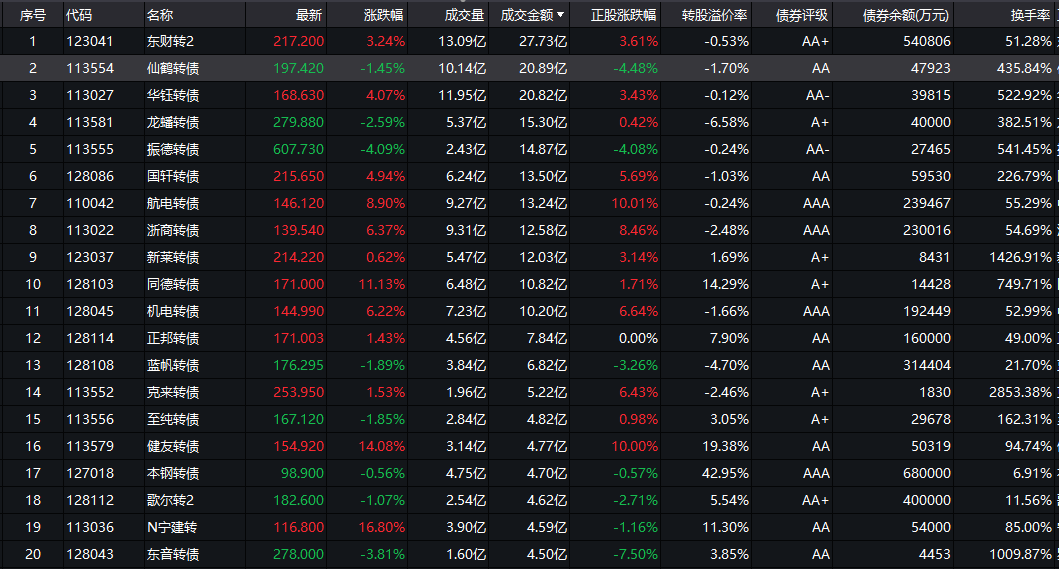 序号 代码 名称 最新 涨跌幅 成交量 成交金额▼ 正股涨跌幅 转股溢价率 债券评级 债券余额(万元) 换手率
1 123041 东财转2 217.200 3.24% 13.09亿 27.73亿 3.61% -0.53% AA+ 540806 51.28%
2 113554 仙鹤转债 197.420 -1.45% 10.14亿 20.89亿 -4.48% -1.70% AA 47923 435.84%
3 113027 华钰转债 168.630 4.07% 11.95亿 20.82亿 3.43% -0.12% AA- 39815 522.92%
4 113581 龙蟠转债 279.880 -2.59% 5.37亿 15.30亿 0.42% -6.58% A+ 40000 382.51%
5 113555 振德转债 607.730 -4.09% 2.43亿 14.87亿 -4.08% -0.24% AA- 27465 541.45%
6 128086 国轩转债 215.650 4.94% 6.24亿 13.50亿 5.69% -1.03% AA 59530 226.79%
7 110042 航电转债 146.120 8.90% 9.27亿 13.24亿 10.01% -0.24% AAA 239467 55.29%
8 113022 浙商转债 139.540 6.37% 9.31亿 12.58亿 8.46% -2.48% AAA 230016 54.69%
9 123037 新莱转债 214.220 0.62% 5.47亿 12.03亿 3.14% 1.69% A+ 8431 1426.91%
10 128103 同德转债 171.000 11.13% 6.48亿 10.82亿 1.71% 14.29% A+ 14428 749.71%
11 128045 机电转债 144.990 6.22% 7.23亿 10.20亿 6.64% -1.66% AAA 192449 52.99%
12 128114 正邦转债 171.003 1.43% 4.56亿 7.84亿 0.00% 7.90% AA 160000 49.00%
13 128108 蓝帆转债 176.295 -1.89% 3.84亿 6.82亿 -3.26% -4.70% AA 314404 21.70%
14 113552 克来转债 253.950 1.53% 1.96亿 5.22亿 6.43% -2.46% A+ 1830 2853.38%
15 113556 至纯转债 167.120 -1.85% 2.84亿 4.82亿 0.98% 3.05% A+ 29678 162.31%
16 113579 健友转债 154.920 14.08% 3.14亿 4.77亿 10.00% 19.38% AA 50319 94.74%
17 127018 本钢转债 98.900 -0.56% 4.75亿 4.70亿 -0.57% 42.95% AAA 680000 6.91%
18 128112 歌尔转2 182.600 -1.07% 2.54亿 4.62亿 -2.71% 5.54% AA+ 400000 11.56%
19 113036 N宁建转 116.800 16.80% 3.90亿 4.59亿 -1.16% 11.30% AA 54000 85.00%
20 128043 东音转债 278.000 -3.81% 1.60亿 4.50亿 -7.50% 3.85% AA 4453 1009.87%